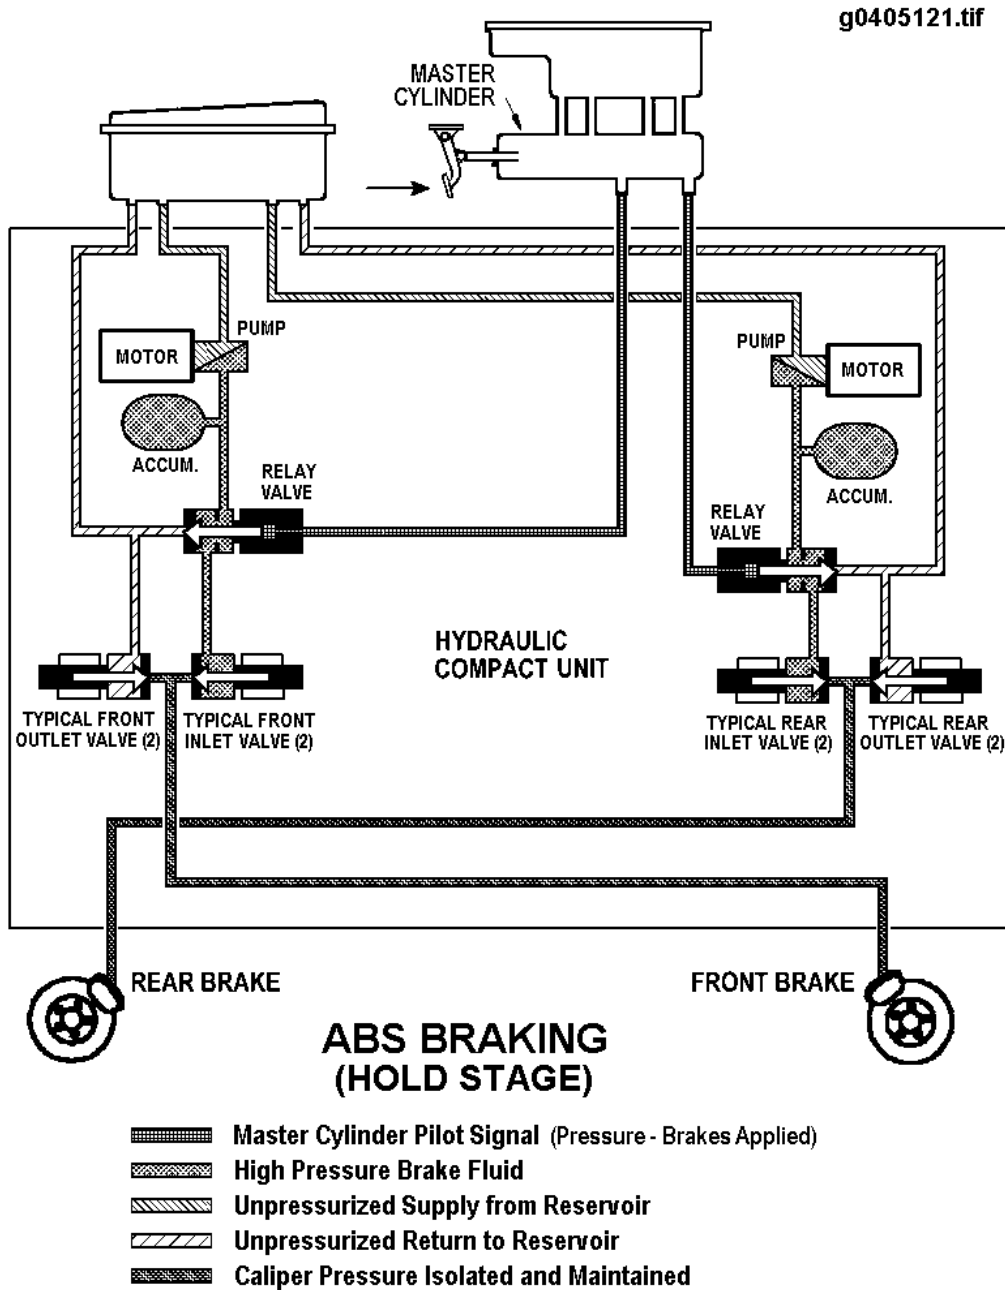 g0405121.tif
MASTER
CYLINDER
PUMP
MOTOR
ACCUM.
RELAY
VALVE
PUMP
MOTOR
ACCUM.
RELAY
VALVE
HYDRAULIC
COMPACT UNIT
TYPICAL FRONT
OUTLET VALVE (2)
TYPICAL FRONT
INLET VALVE (2)
TYPICAL REAR
INLET VALVE (2)
TYPICAL REAR
OUTLET VALVE (2)
REAR BRAKE
FRONT BRAKE
ABS BRAKING
(HOLD STAGE)
Master Cylinder Pilot Signal (Pressure - Brakes Applied)
High Pressure Brake Fluid
Unpressurized Supply from Reservoir
Unpressurized Return to Reservoir
Caliper Pressure Isolated and Maintained